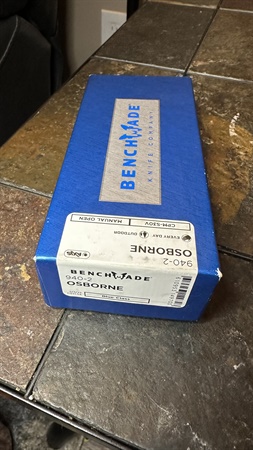 BENCHMADE
KNIFE COMPANY
940-2
OSBORNE
EVERY DAY
OUTDOOR
CPM-S30V
MANUAL OPEN
BENCHMADE
940-2
OSBORNE